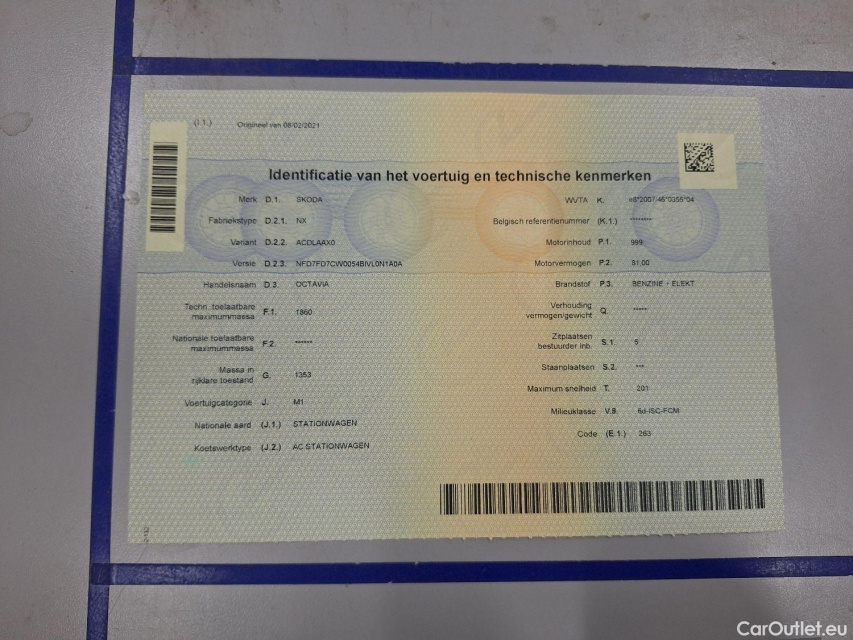 (I 1.) Origineel van 08/02/2021
Identificatie van het voertuig en technische kenmerken
Merk D.1. SKODA
Fabriekstype D.2.1. NX
Variant D.2.2. ACDLAAX0
Versie D.2.3. NFD7FD7CW0054BIVL0N1A0A
Handelsnaam D.3. OCTAVIA
Techn. toelaatbare
maximummassa F.1. 1860
Nationale toelaatbare
maximummassa F.2. ******
Massa in
rijklare toestand G. 1353
Voertuigcategorie J. M1
Nationale aard (J.1.) STATIONWAGEN
Koetswerktype (J.2.) AC STATIONWAGEN
WVTA K. e8*2007/46*0355*04
Belgisch referentienummer (K.1.) ********
Motorinhoud P.1. 999
Motorvermogen P.2. 81.00
Brandstof P.3. BENZINE + ELEKT
Verhouding
vermogen/gewicht Q. *****
Zitplaatsen
bestuurder inb. S.1. 5
Staanplaatsen S.2. ***
Maximum snelheid T. 201
Milieuklasse V.9. 6d-ISC-FCM
Code (E.1.) 263
CarOutlet.eu